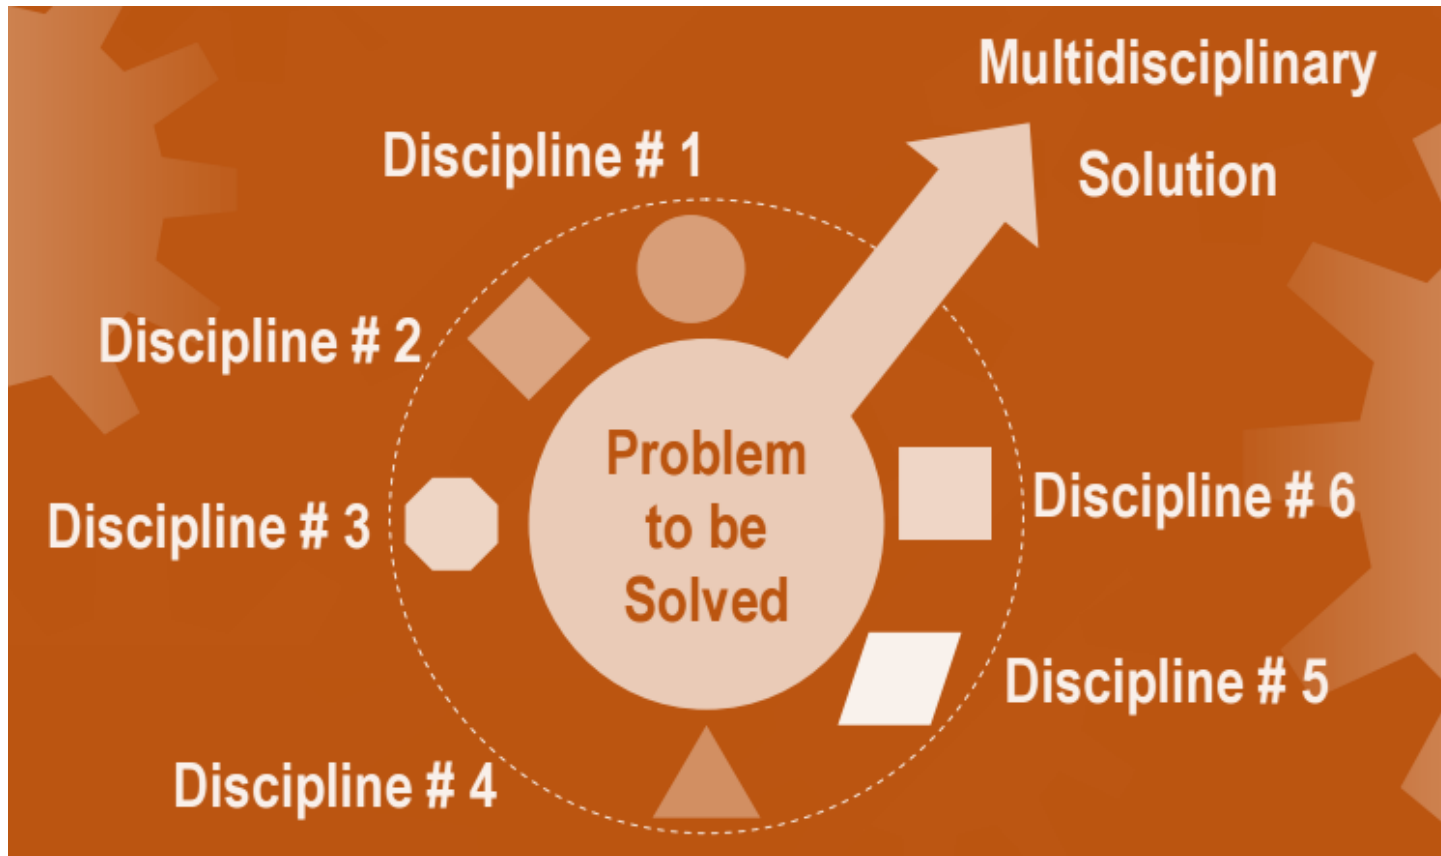 Multidisciplinary
Solution
Discipline # 1
Discipline # 2
Discipline # 3
Discipline # 4
Discipline # 5
Discipline # 6
Problem
to be
Solved